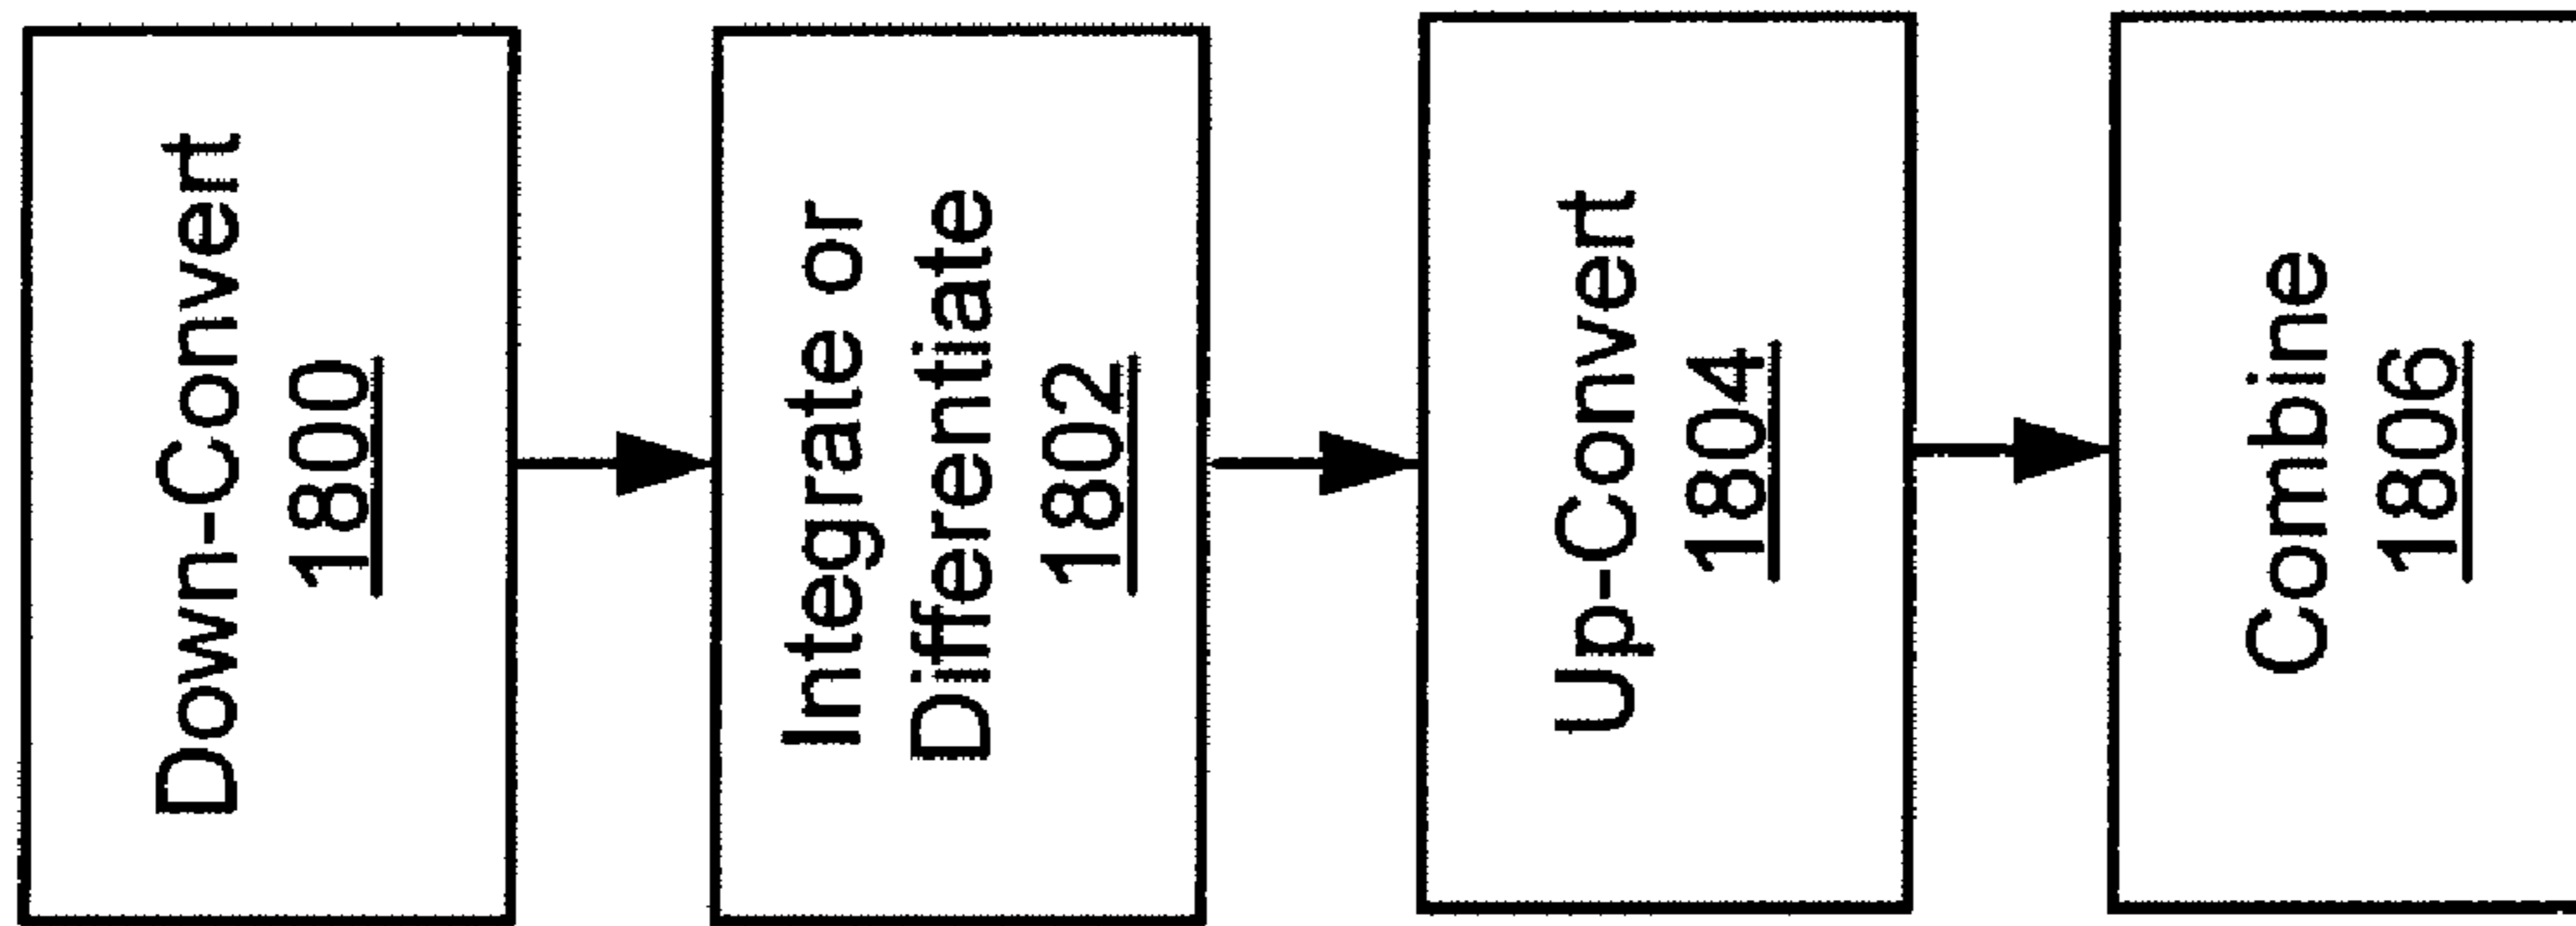 Down-Convert
1800
Integrate or
Differentiate
1802
Up-Convert
1804
Combine
1806